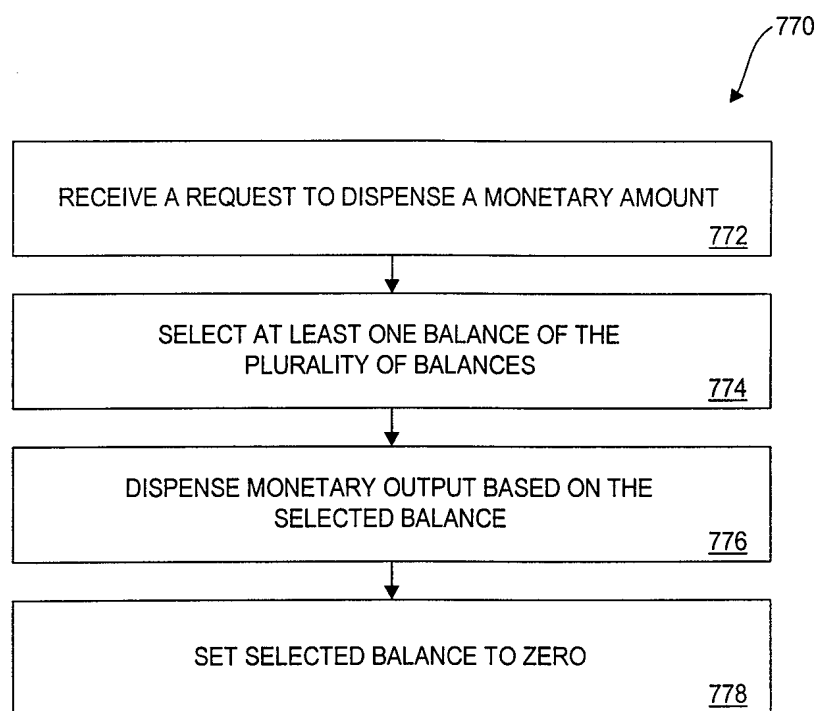 770
RECEIVE A REQUEST TO DISPENSE A MONETARY AMOUNT
772
SELECT AT LEAST ONE BALANCE OF THE
PLURALITY OF BALANCES
774
DISPENSE MONETARY OUTPUT BASED ON THE
SELECTED BALANCE
776
SET SELECTED BALANCE TO ZERO
778